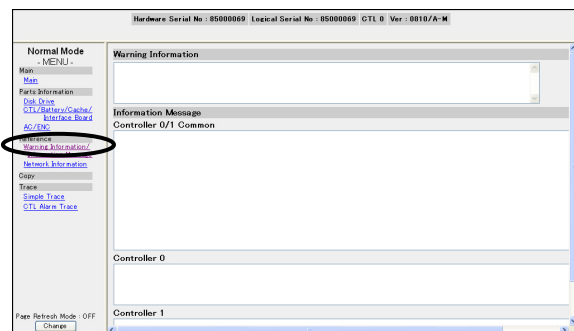 Hardware Serial No : 85000069 Logical Serial No : 85000069 CTL 0 Ver : 0810/A-M
Normal Mode
- MENU -
Main
Main
Parts Information
Disk Drive
CTL/Battery/Cache/
Interface Board
AC/ENC
Reference
Warning Information/
Network Information
Copy
Trace
Simple Trace
CTL Alarm Trace
Page Refresh Mode : OFF
Change
Warning Information
Information Message
Controller 0/1 Common
Controller 0
Controller 1